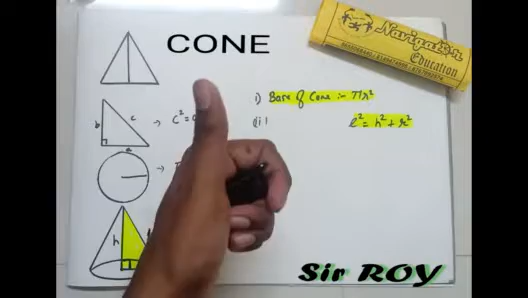 CONE
Navigator
Education
b
c
a
→ C² =
i) Base of Cone :- πr²
(ii)
l² = h² + r²
→
h
Sir ROY